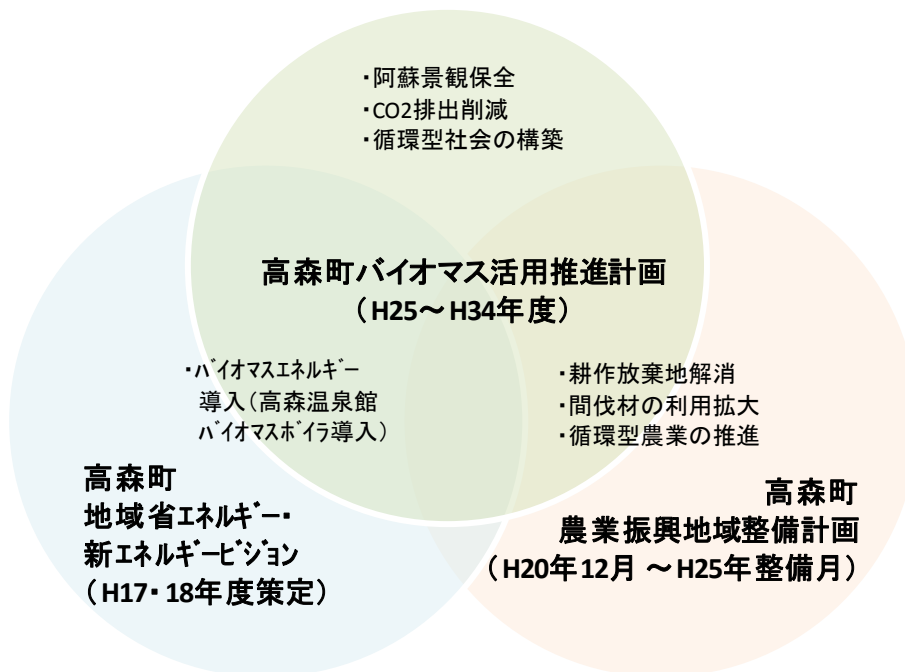 ・阿蘇景観保全
・CO2排出削減
・循環型社会の構築
高森町バイオマス活用推進計画
（H25～H34年度）
・バイオマスエネルギー
導入（高森温泉館
バイオマスボイラ導入）
・耕作放棄地解消
・間伐材の利用拡大
・循環型農業の推進
高森町
地域省エネルギー・
新エネルギービジョン
（H17・18年度策定）
高森町
農業振興地域整備計画
（H20年12月 ～H25年整備月）